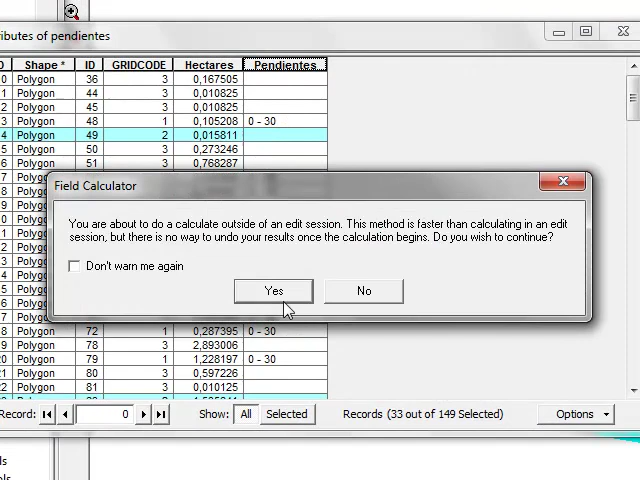 ributes of pendientes
D Shape * ID GRIDCODE Hectares Pendientes
0 Polygon 36 3 0,167505
1 Polygon 44 3 0,010825
2 Polygon 45 3 0,010825
3 Polygon 48 1 0,105208 0 - 30
4 Polygon 49 2 0,015811
5 Polygon 50 3 0,273246
6 Polygon 51 3 0,768287
Field Calculator
You are about to do a calculate outside of an edit session. This method is faster than calculating in an edit
session, but there is no way to undo your results once the calculation begins. Do you wish to continue?
Don't warn me again
Yes No
8 Polygon 72 1 0,287395 0 - 30
9 Polygon 78 3 2,893006
0 Polygon 79 1 1,228197 0 - 30
1 Polygon 80 3 0,597226
2 Polygon 81 3 0,010125
Record: 0 Show: All Selected Records (33 out of 149 Selected) Options